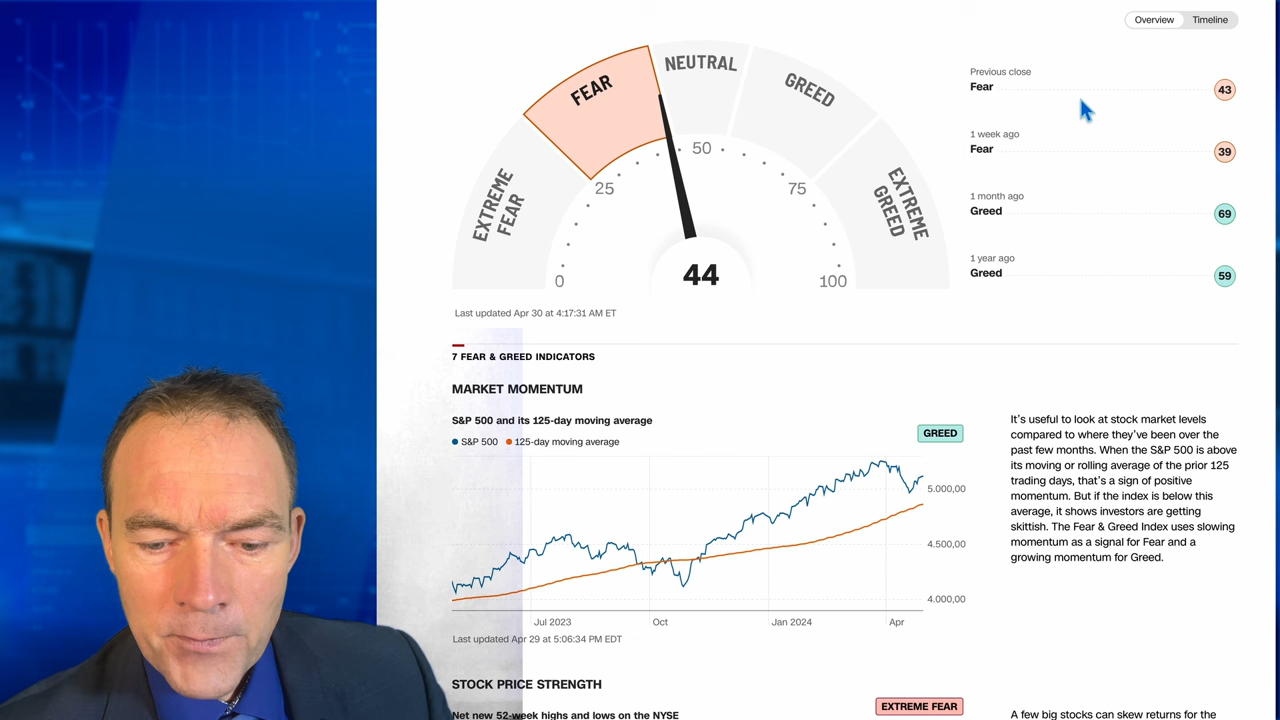 Overview Timeline
EXTREME
FEAR
FEAR
NEUTRAL
GREED
EXTREME
GREED
0
25
50
75
100
44
Last updated Apr 30 at 4:17:31 AM ET
Previous close
Fear 43
1 week ago
Fear 39
1 month ago
Greed 69
1 year ago
Greed 59
7 FEAR & GREED INDICATORS
MARKET MOMENTUM
S&P 500 and its 125-day moving average
GREED
S&P 500 125-day moving average
5.000,00
4.500,00
4.000,00
Jul 2023 Oct Jan 2024 Apr
Last updated Apr 29 at 5:06:34 PM EDT
It's useful to look at stock market levels
compared to where they've been over the
past few months. When the S&P 500 is above
its moving or rolling average of the prior 125
trading days, that's a sign of positive
momentum. But if the index is below this
average, it shows investors are getting
skittish. The Fear & Greed Index uses slowing
momentum as a signal for Fear and a
growing momentum for Greed.
STOCK PRICE STRENGTH
Net new 52-week highs and lows on the NYSE
EXTREME FEAR
A few big stocks can skew returns for the